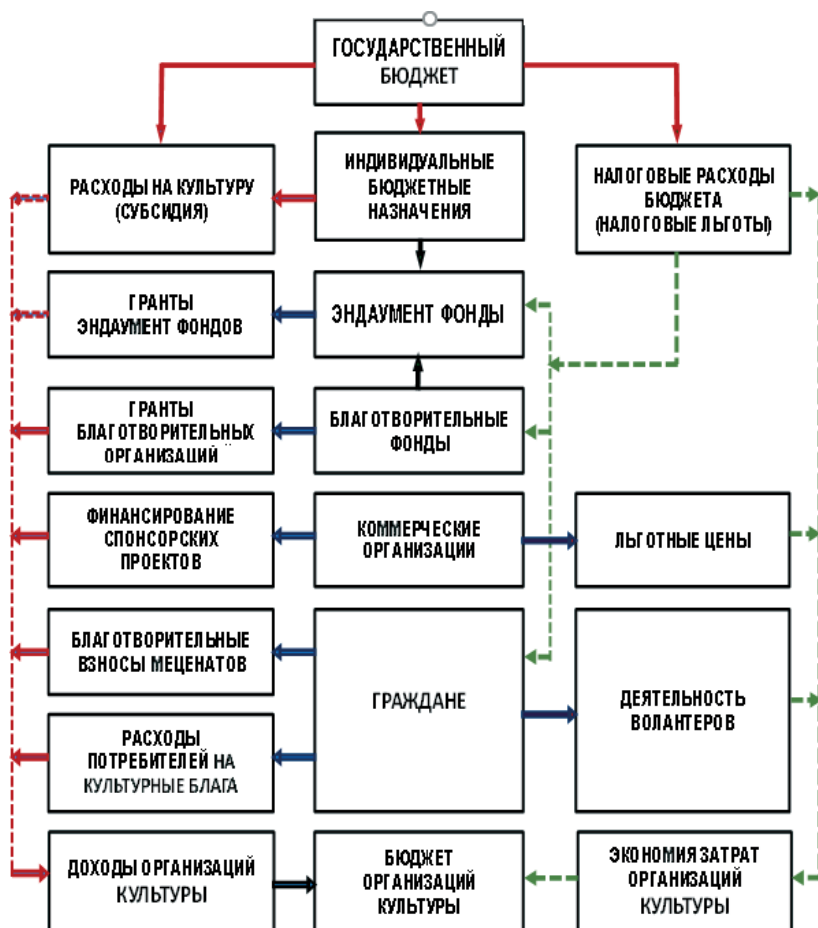 ГОСУДАРСТВЕННЫЙ
БЮДЖЕТ
РАСХОДЫ НА КУЛЬТУРУ
(СУБСИДИЯ)
ИНДИВИДУАЛЬНЫЕ
БЮДЖЕТНЫЕ
НАЗНАЧЕНИЯ
НАЛОГОВЫЕ РАСХОДЫ
БЮДЖЕТА
(НАЛОГОВЫЕ ЛЬГОТЫ)
ГРАНТЫ
ЭНДАУМЕНТ ФОНДОВ
ЭНДАУМЕНТ ФОНДЫ
ГРАНТЫ
БЛАГОТВОРИТЕЛЬНЫХ
ОРГАНИЗАЦИЙ
БЛАГОТВОРИТЕЛЬНЫЕ
ФОНДЫ
ФИНАНСИРОВАНИЕ
СПОНСОРСКИХ
ПРОЕКТОВ
КОММЕРЧЕСКИЕ
ОРГАНИЗАЦИИ
ЛЬГОТНЫЕ ЦЕНЫ
БЛАГОТВОРИТЕЛЬНЫЕ
ВЗНОСЫ МЕЦЕНАТОВ
ГРАЖДАНЕ
ДЕЯТЕЛЬНОСТЬ
ВОЛАНТЕРОВ
РАСХОДЫ
ПОТРЕБИТЕЛЕЙ НА
КУЛЬТУРНЫЕ БЛАГА
ДОХОДЫ ОРГАНИЗАЦИЙ
КУЛЬТУРЫ
БЮДЖЕТ
ОРГАНИЗАЦИЙ
КУЛЬТУРЫ
ЭКОНОМИЯ ЗАТРАТ
ОРГАНИЗАЦИЙ
КУЛЬТУРЫ